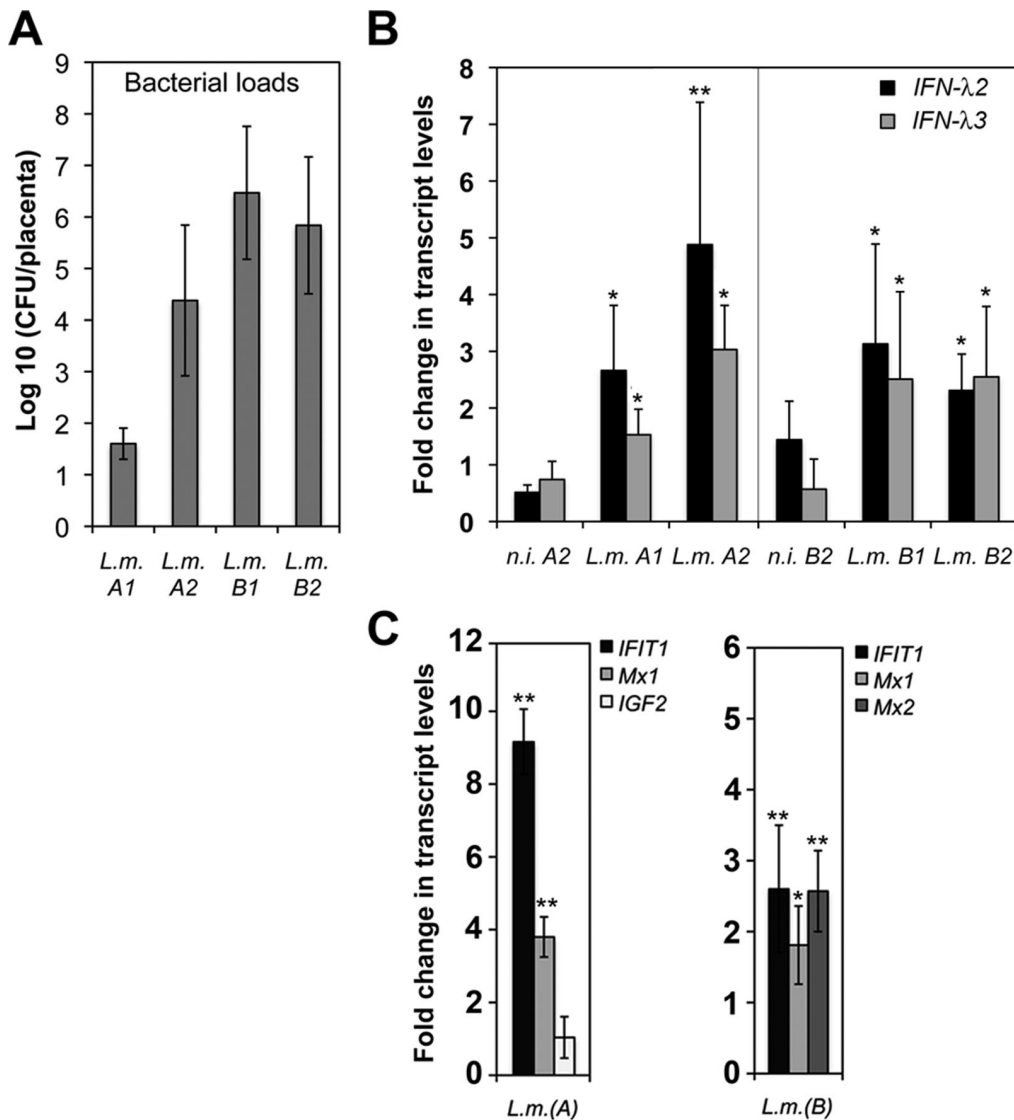 A
Bacterial loads
Log 10 (CFU/placenta)
9
8
7
6
5
4
3
2
1
0
L.m. A1
L.m. A2
L.m. B1
L.m. B2
B
Fold change in transcript levels
8
7
6
5
4
3
2
1
0
IFN-λ2
IFN-λ3
* * ** * * * * *
n.i. A2 L.m. A1 L.m. A2 n.i. B2 L.m. B1 L.m. B2
C
Fold change in transcript levels
12
10
8
6
4
2
0
** **
IFIT1
Mx1
IGF2
L.m.(A)
6
5
4
3
2
1
0
** * **
IFIT1
Mx1
Mx2
L.m.(B)